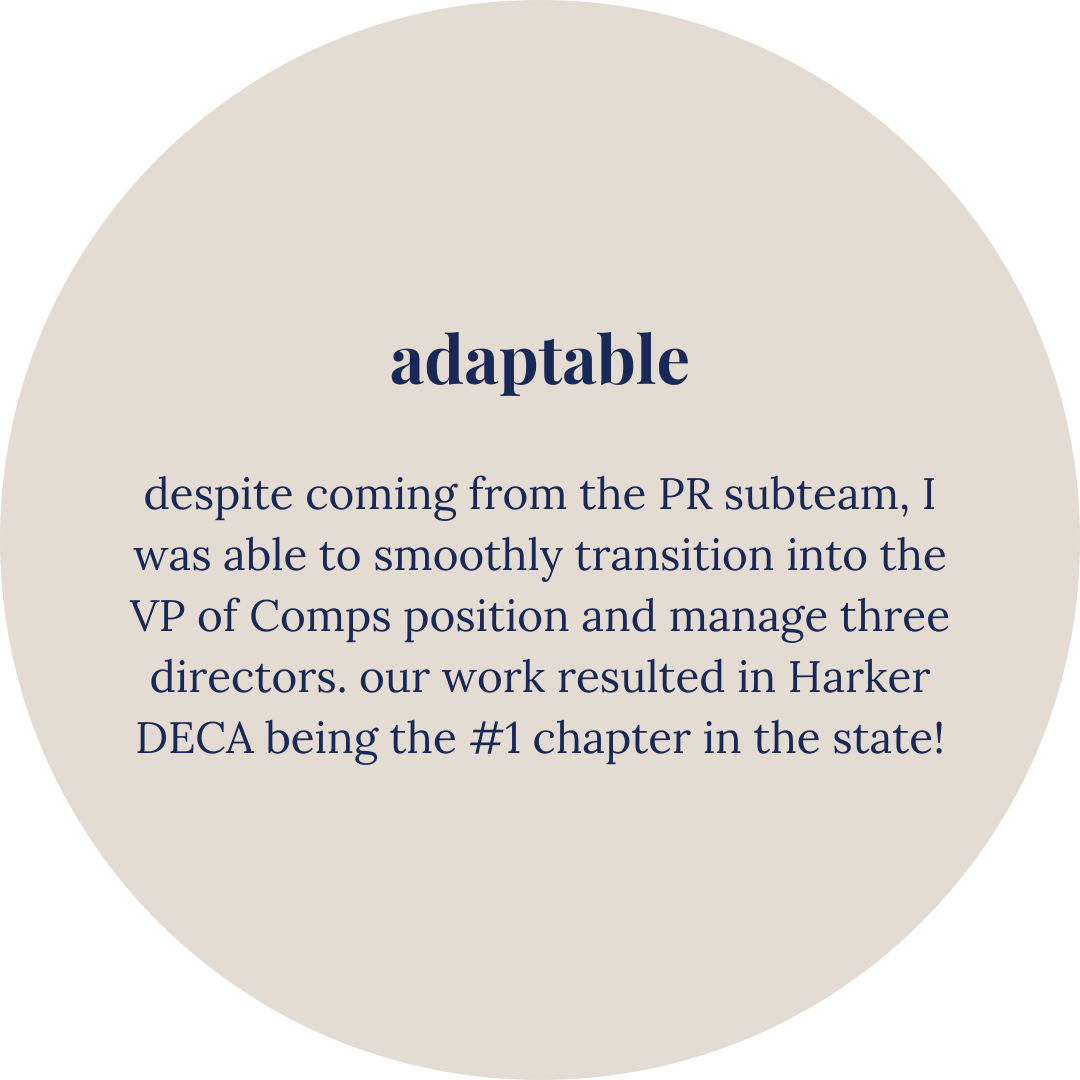 adaptable
despite coming from the PR subteam, I
was able to smoothly transition into the
VP of Comps position and manage three
directors. our work resulted in Harker
DECA being the #1 chapter in the state!